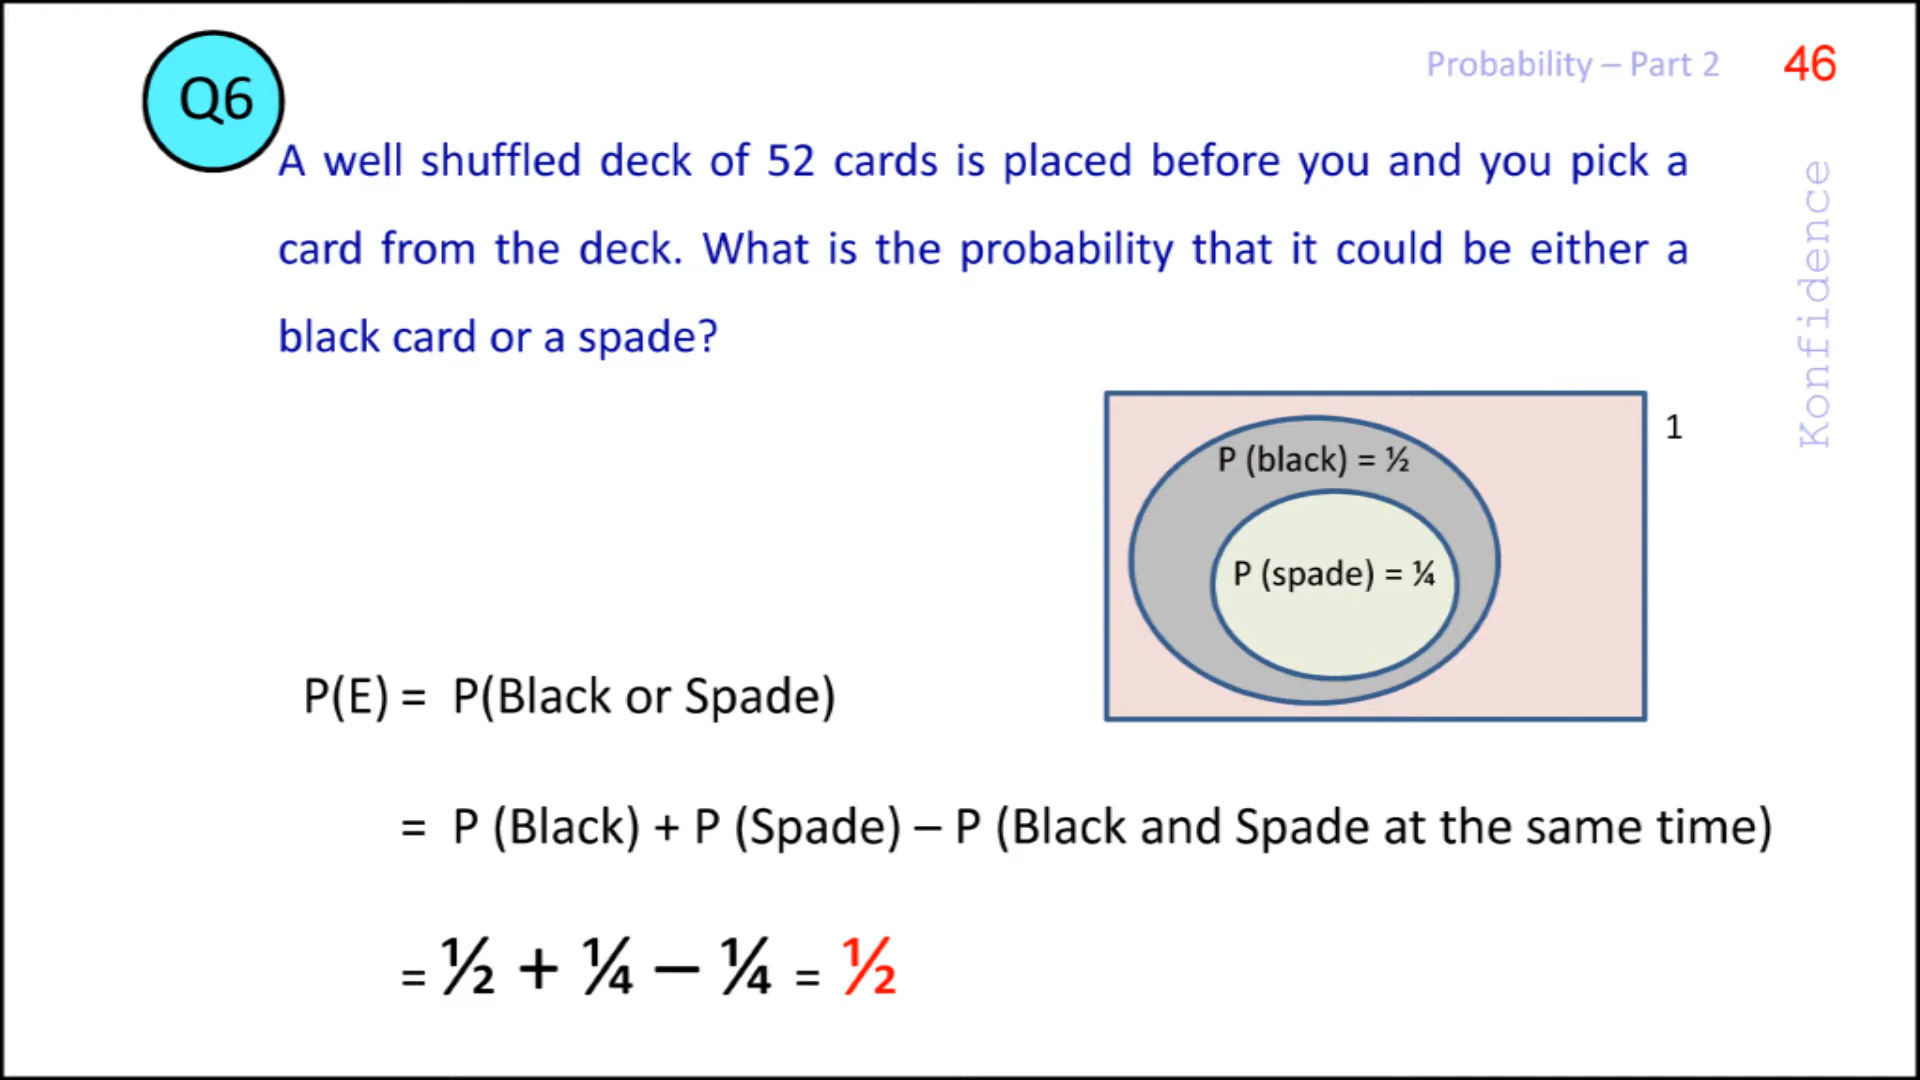 Q6
Probability – Part 2
46
A well shuffled deck of 52 cards is placed before you and you pick a
card from the deck. What is the probability that it could be either a
black card or a spade?
Konfidence
1
P (black) = ½
P (spade) = ¼
P(E) = P(Black or Spade)
= P (Black) + P (Spade) – P (Black and Spade at the same time)
= ½ + ¼ – ¼ = ½